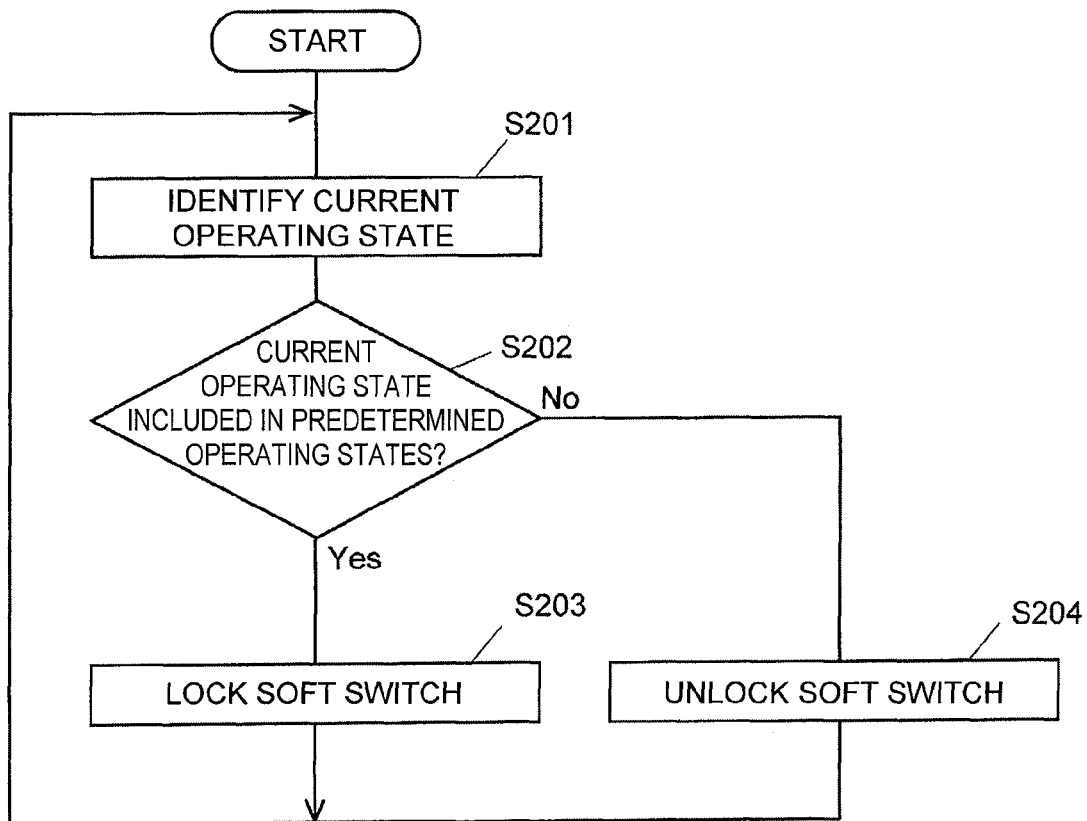 START
S201
IDENTIFY CURRENT
OPERATING STATE
S202
CURRENT
OPERATING STATE
INCLUDED IN PREDETERMINED
OPERATING STATES?
No
Yes
S203
LOCK SOFT SWITCH
S204
UNLOCK SOFT SWITCH